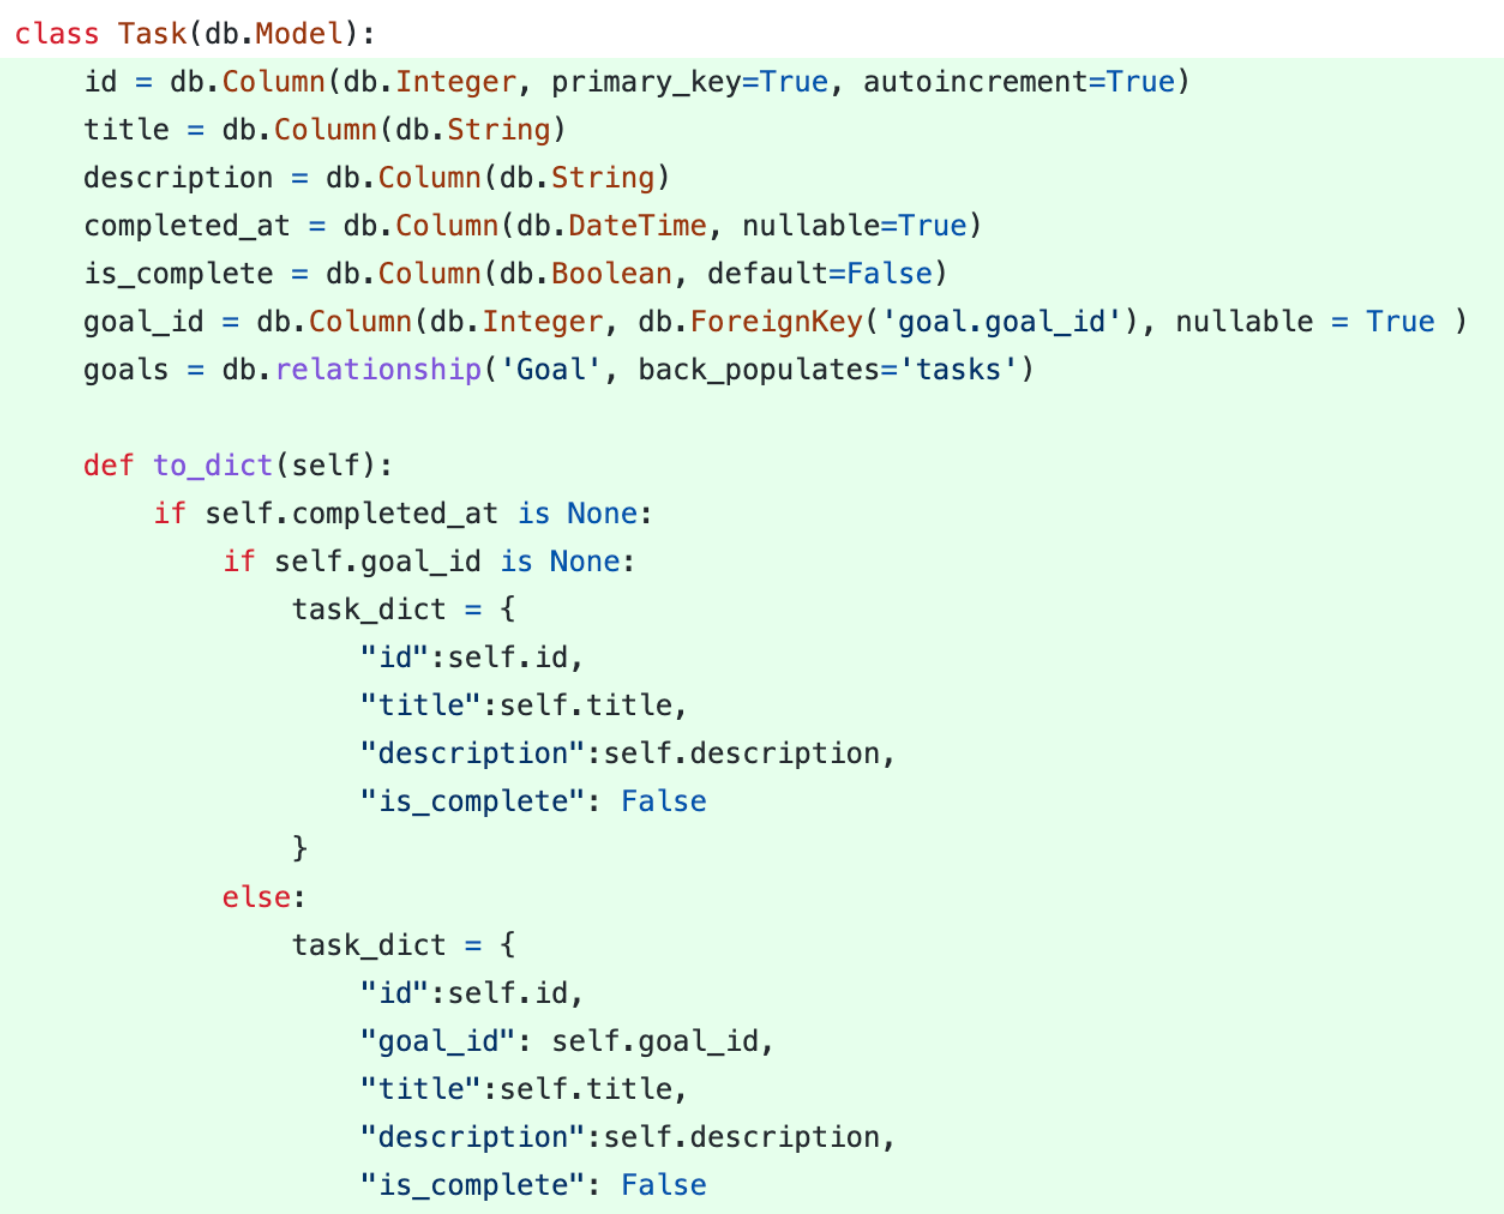 class Task(db.Model):
    id = db.Column(db.Integer, primary_key=True, autoincrement=True)
    title = db.Column(db.String)
    description = db.Column(db.String)
    completed_at = db.Column(db.DateTime, nullable=True)
    is_complete = db.Column(db.Boolean, default=False)
    goal_id = db.Column(db.Integer, db.ForeignKey('goal.goal_id'), nullable = True )
    goals = db.relationship('Goal', back_populates='tasks')

    def to_dict(self):
        if self.completed_at is None:
            if self.goal_id is None:
                task_dict = {
                    "id":self.id,
                    "title":self.title,
                    "description":self.description,
                    "is_complete": False
                }
            else:
                task_dict = {
                    "id":self.id,
                    "goal_id": self.goal_id,
                    "title":self.title,
                    "description":self.description,
                    "is_complete": False